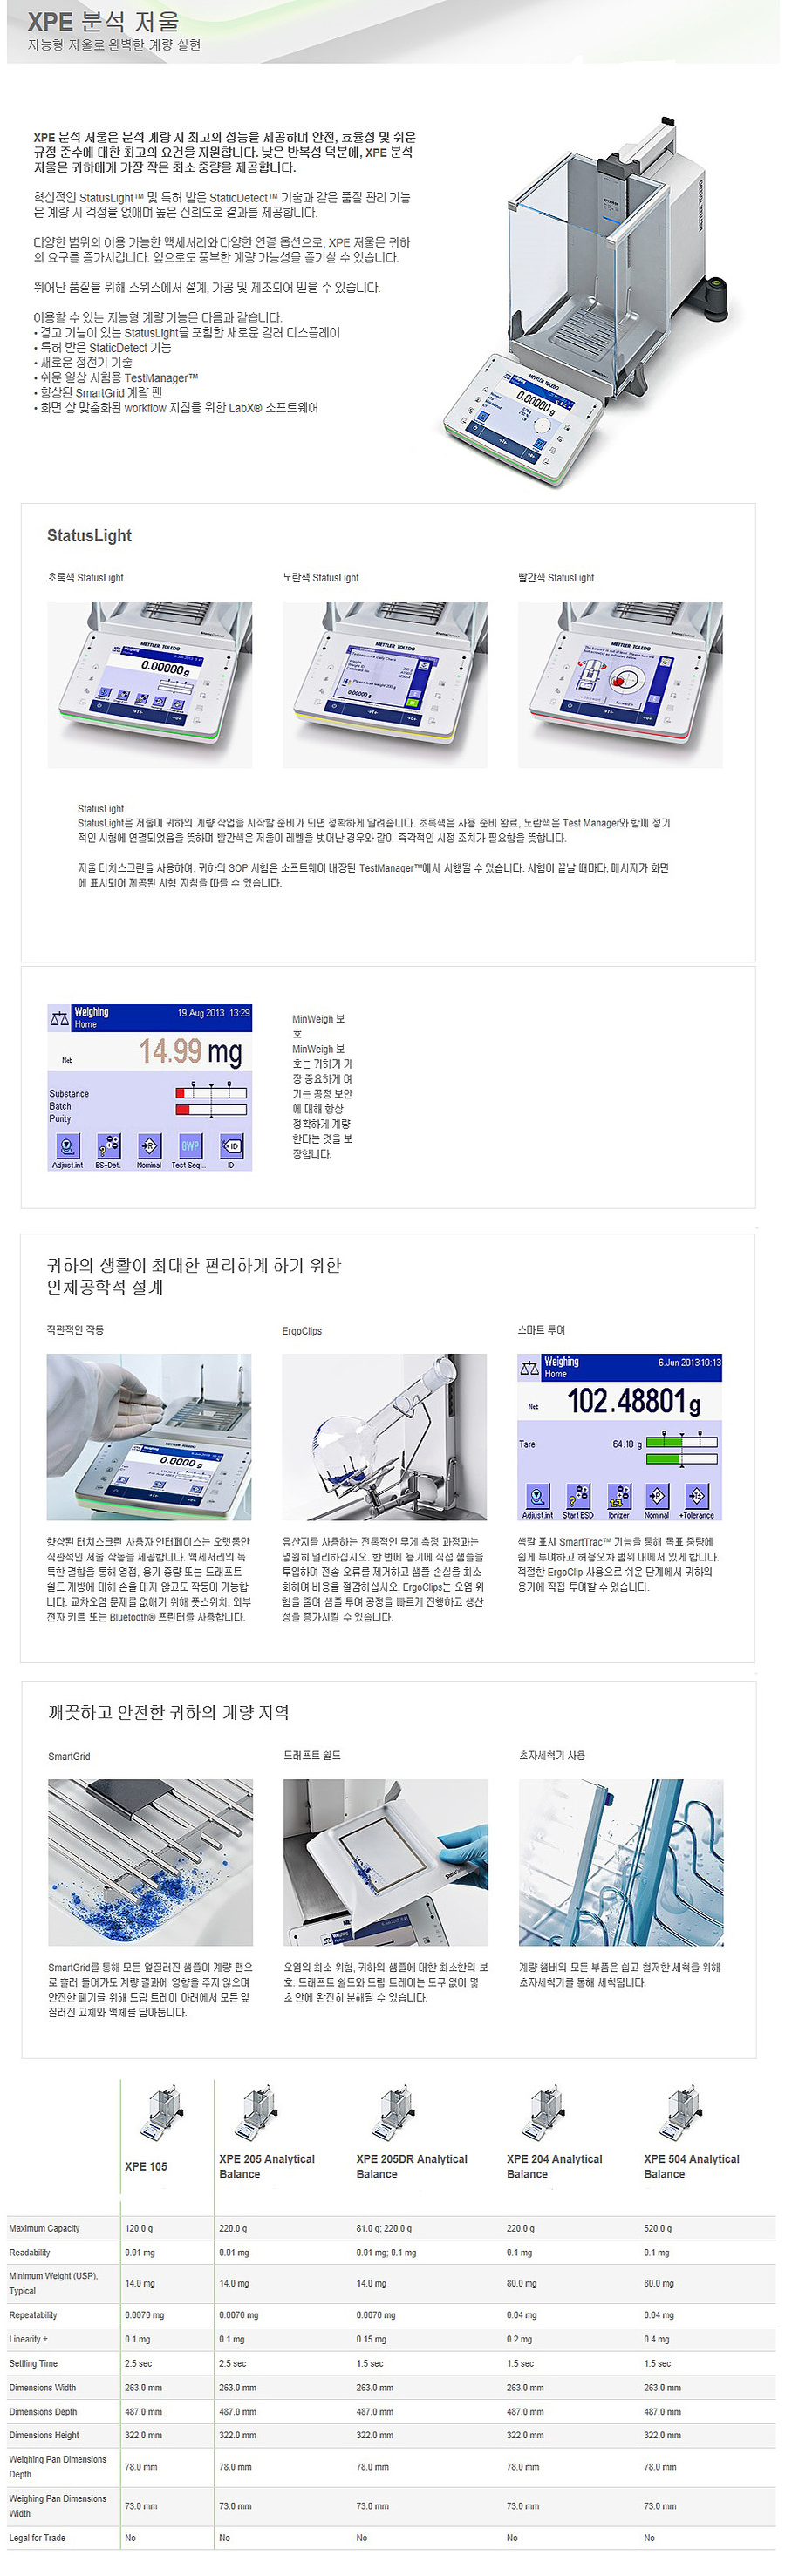 XPE 분석 저울
지능형 저울로 완벽한 계량 실현
XPE 분석 저울은 분석 계량 시 최고의 성능을 제공하며 안전, 효율성 및 쉬운
규정 준수에 대한 최고의 요건을 지원합니다. 낮은 반복성 덕분에, XPE 분석
저울은 귀하에게 가장 작은 최소 중량을 제공합니다.
혁신적인 StatusLight™ 및 특허 받은 StaticDetect™ 기술과 같은 품질 관리 기능
은 계량 시 걱정을 없애며 높은 신뢰도로 결과를 제공합니다.
다양한 범위의 이용 가능한 액세서리와 다양한 연결 옵션으로, XPE 저울은 귀하
의 요구를 증가시킵니다. 앞으로도 풍부한 계량 가능성을 즐기실 수 있습니다.
뛰어난 품질을 위해 스위스에서 설계, 가공 및 제조되어 믿을 수 있습니다.
이용할 수 있는 지능형 계량 기능은 다음과 같습니다.
• 경고 기능이 있는 StatusLight을 포함한 새로운 컬러 디스플레이
• 특허 받은 StaticDetect 기능
• 새로운 정전기 기술
• 쉬운 일상 시험용 TestManager™
• 향상된 SmartGrid 계량 팬
• 화면 상 맞춤화된 workflow 지침을 위한 LabX® 소프트웨어
METTLER TOLEDO
METTLER TOLEDO
0.00000g
StatusLight
초록색 StatusLight
노란색 StatusLight
빨간색 StatusLight
METTLER TOLEDO
0.00000g
METTLER TOLEDO
0.00000 g
METTLER TOLEDO
StatusLight
StatusLight은 저울이 귀하의 계량 작업을 시작할 준비가 되면 정확하게 알려줍니다. 초록색은 사용 준비 완료, 노란색은 Test Manager와 함께 정기
적인 시험에 연결되었음을 뜻하며 빨간색은 저울이 레벨을 벗어난 경우와 같이 즉각적인 시정 조치가 필요함을 뜻합니다.
저울 터치스크린을 사용하여, 귀하의 SOP 시험은 소프트웨어 내장된 TestManager™에서 시행될 수 있습니다. 시험이 끝날 때마다, 메시지가 화면
에 표시되며 제공된 시험 지침을 따를 수 있습니다.
Weighing 19.Aug 2013 13:29
Home
Net 14.99 mg
Substance
Batch
Purity
GWP ID
Adjust.int ES-Det. Nominal Test Seq... ID
MinWeigh 보
호
MinWeigh 보
호는 귀하가 가
장 중요하게 여
기는 공정 보안
에 대해 항상
정확하게 계량
한다는 것을 보
장합니다.
귀하의 생활이 최대한 편리하게 하기 위한
인체공학적 설계
직관적인 작동
ErgoClips
스마트 투여
0.0000 g
Weighing 6.Jun 2013 10:13
Home
Net 102.48801g
Tare 64.10 g
Adjust.int Start ESD Ionizer Nominal +Tolerance
향상된 터치스크린 사용자 인터페이스는 오랫동안
직관적인 저울 작동을 제공합니다. 액세서리의 독
특한 결합을 통해 영점, 용기 중량 또는 드래프트
쉴드 개방에 대해 손을 대지 않고도 작동이 가능합
니다. 교차오염 문제를 없애기 위해 풋스위치, 외부
전자 키트 또는 Bluetooth® 프린터를 사용합니다.
유산지를 사용하는 전통적인 무게 측정 과정과는
영원히 멀리하십시오. 한 번에 용기에 직접 샘플을
투입하여 전송 오류를 제거하고 샘플 손실을 최소
화하여 비용을 절감하십시오. ErgoClips는 오염 위
험을 줄여 샘플 투여 공정을 빠르게 진행하고 생산
성을 증가시킬 수 있습니다.
색깔 표시 SmartTrac™ 기능을 통해 목표 중량에
쉽게 투여하고 허용오차 범위 내에서 있게 합니다.
적절한 ErgoClip 사용으로 쉬운 단계에서 귀하의
용기에 직접 투여할 수 있습니다.
깨끗하고 안전한 귀하의 계량 지역
SmartGrid
드래프트 쉴드
초자세척기 사용
SmartGrid를 통해 모든 엎질러진 샘플이 계량 팬으
로 흘러 들어가도 계량 결과에 영향을 주지 않으며
안전한 폐기를 위해 드립 트레이 아래에서 모든 엎
질러진 고체와 액체를 담아둡니다.
오염의 최소 위험, 귀하의 샘플에 대한 최소한의 보
호: 드래프트 쉴드와 드립 트레이는 도구 없이 몇
초 안에 완전히 분해될 수 있습니다.
계량 챔버의 모든 부품은 쉽고 철저한 세척을 위해
초자세척기를 통해 세척됩니다.
XPE 105
XPE 205 Analytical
Balance
XPE 205DR Analytical
Balance
XPE 204 Analytical
Balance
XPE 504 Analytical
Balance
Maximum Capacity 120.0 g 220.0 g 81.0 g; 220.0 g 220.0 g 520.0 g
Readability 0.01 mg 0.01 mg 0.01 mg; 0.1 mg 0.1 mg 0.1 mg
Minimum Weight (USP),
Typical 14.0 mg 14.0 mg 14.0 mg 80.0 mg 80.0 mg
Repeatability 0.0070 mg 0.0070 mg 0.0070 mg 0.04 mg 0.04 mg
Linearity ± 0.1 mg 0.1 mg 0.15 mg 0.2 mg 0.4 mg
Settling Time 2.5 sec 2.5 sec 1.5 sec 1.5 sec 1.5 sec
Dimensions Width 263.0 mm 263.0 mm 263.0 mm 263.0 mm 263.0 mm
Dimensions Depth 487.0 mm 487.0 mm 487.0 mm 487.0 mm 487.0 mm
Dimensions Height 322.0 mm 322.0 mm 322.0 mm 322.0 mm 322.0 mm
Weighing Pan Dimensions
Depth 78.0 mm 78.0 mm 78.0 mm 78.0 mm 78.0 mm
Weighing Pan Dimensions
Width 73.0 mm 73.0 mm 73.0 mm 73.0 mm 73.0 mm
Legal for Trade No No No No No